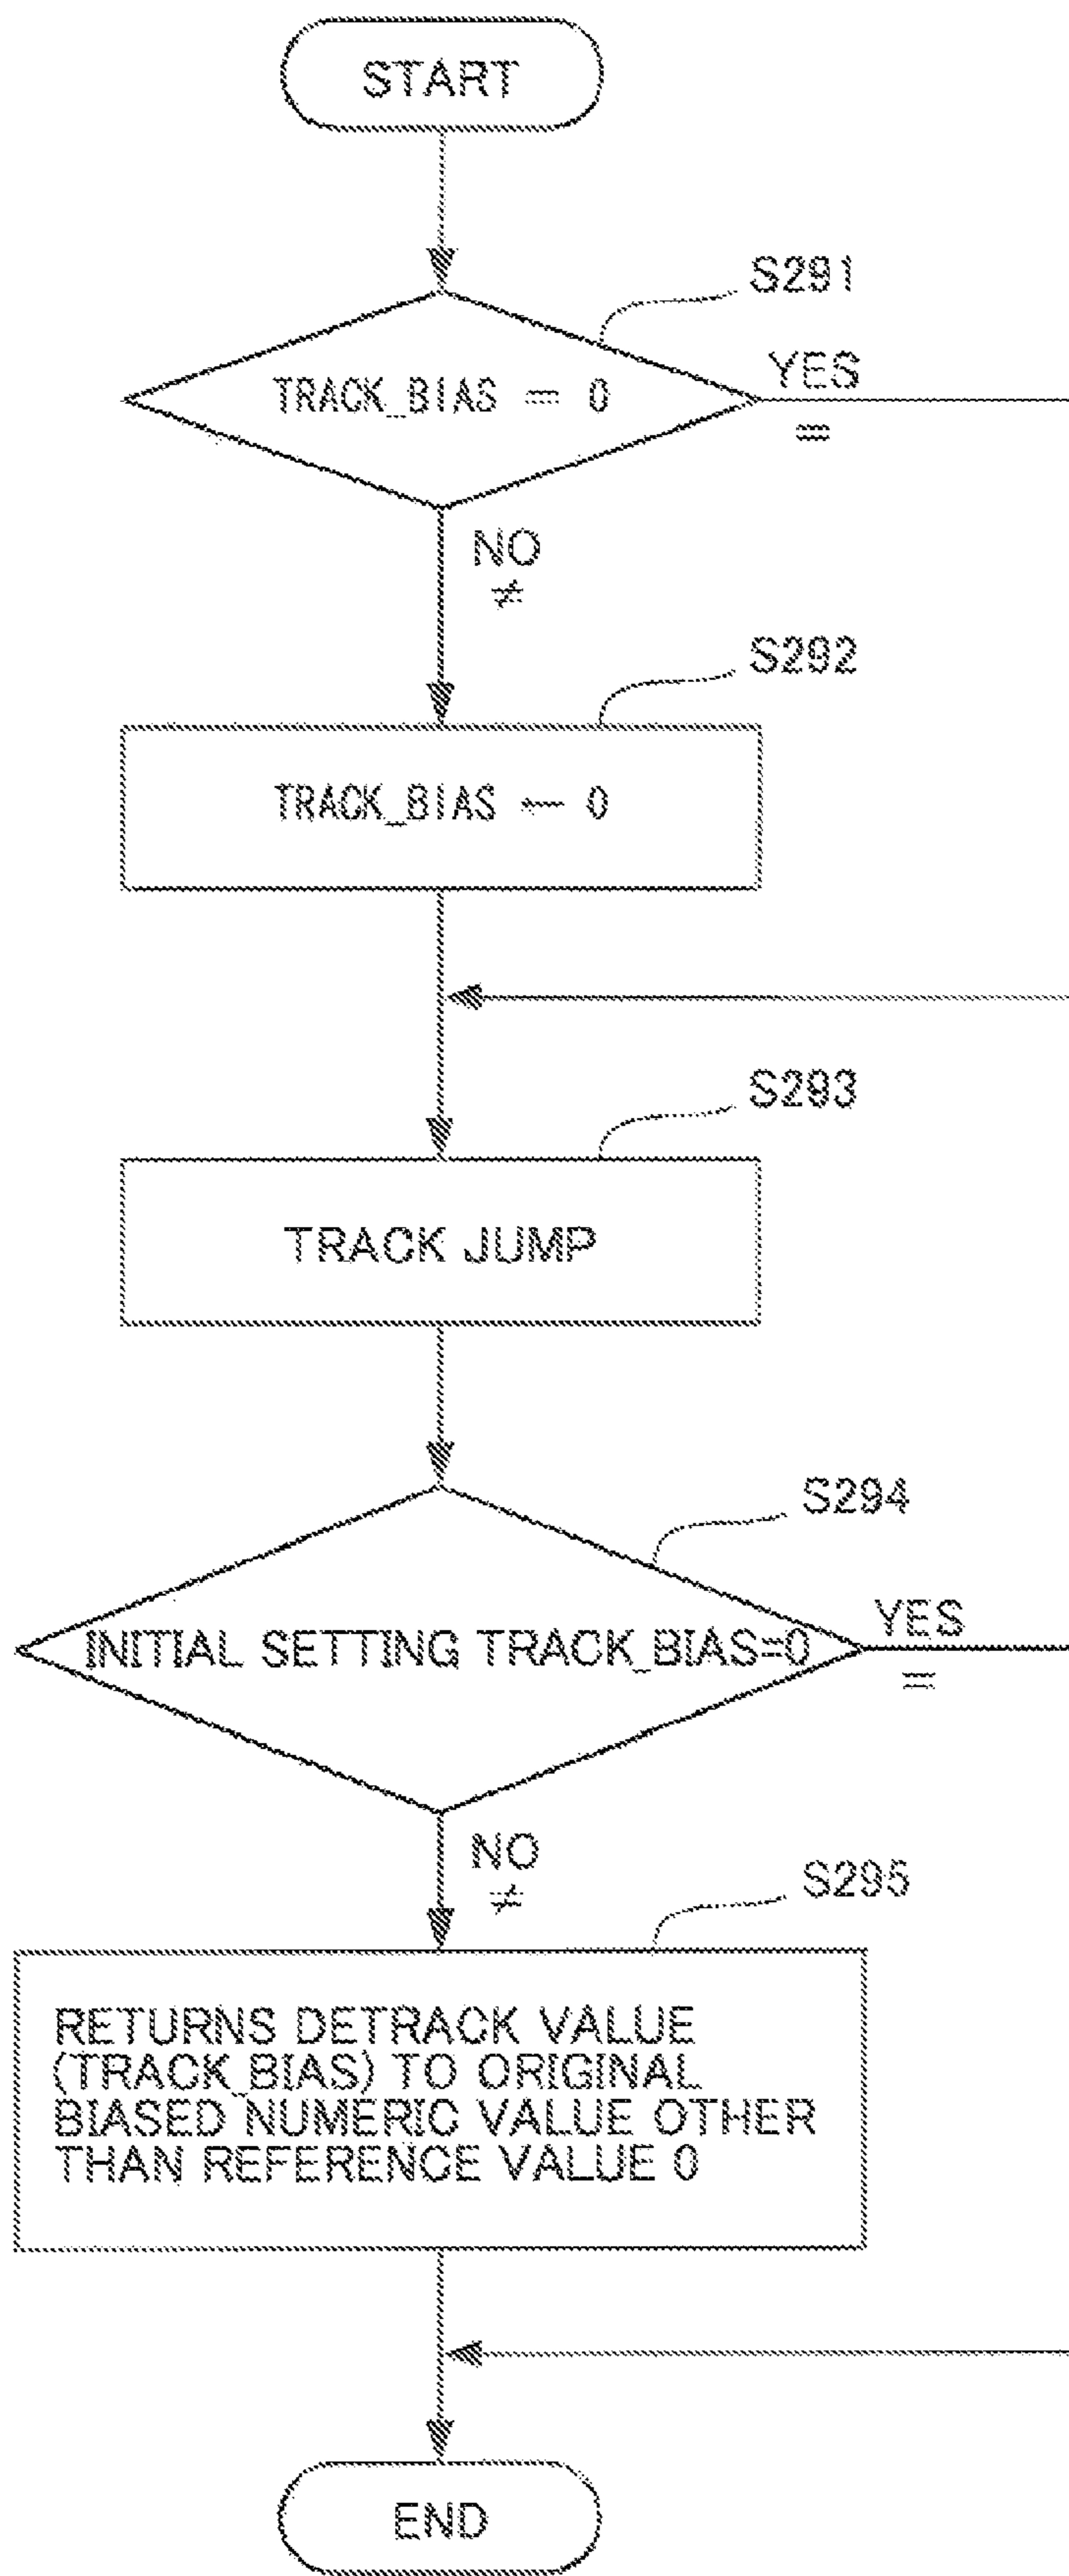 START
S291
TRACK_BIAS = 0
YES
=
NO
≠
S292
TRACK_BIAS ← 0
S293
TRACK JUMP
S294
INITIAL SETTING TRACK_BIAS=0
YES
=
NO
≠
S295
RETURNS DETRACK VALUE
(TRACK_BIAS) TO ORIGINAL
BIASED NUMERIC VALUE OTHER
THAN REFERENCE VALUE 0
END